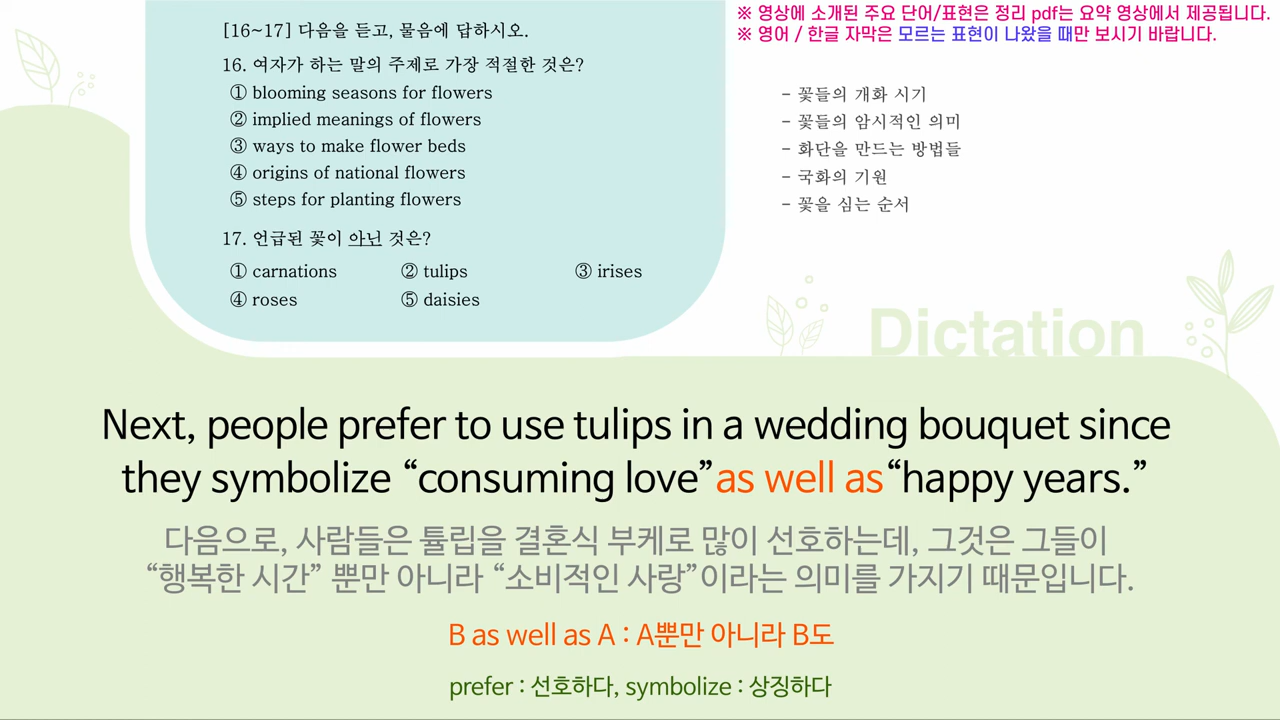 ※ 영상에 소개된 주요 단어/표현은 정리 pdf는 요약 영상에서 제공됩니다.
※ 영어 / 한글 자막은 모르는 표현이 나왔을 때만 보시기 바랍니다.
[16~17] 다음을 듣고, 물음에 답하시오.
16. 여자가 하는 말의 주제로 가장 적절한 것은?
① blooming seasons for flowers
② implied meanings of flowers
③ ways to make flower beds
④ origins of national flowers
⑤ steps for planting flowers
- 꽃들의 개화 시기
- 꽃들의 암시적인 의미
- 화단을 만드는 방법들
- 국화의 기원
- 꽃을 심는 순서
17. 언급된 꽃이 아닌 것은?
① carnations ② tulips ③ irises
④ roses ⑤ daisies
Dictation
Next, people prefer to use tulips in a wedding bouquet since
they symbolize “consuming love” as well as “happy years.”
다음으로, 사람들은 튤립을 결혼식 부케로 많이 선호하는데, 그것은 그들이
“행복한 시간” 뿐만 아니라 “소비적인 사랑”이라는 의미를 가지기 때문입니다.
B as well as A : A뿐만 아니라 B도
prefer : 선호하다, symbolize : 상징하다